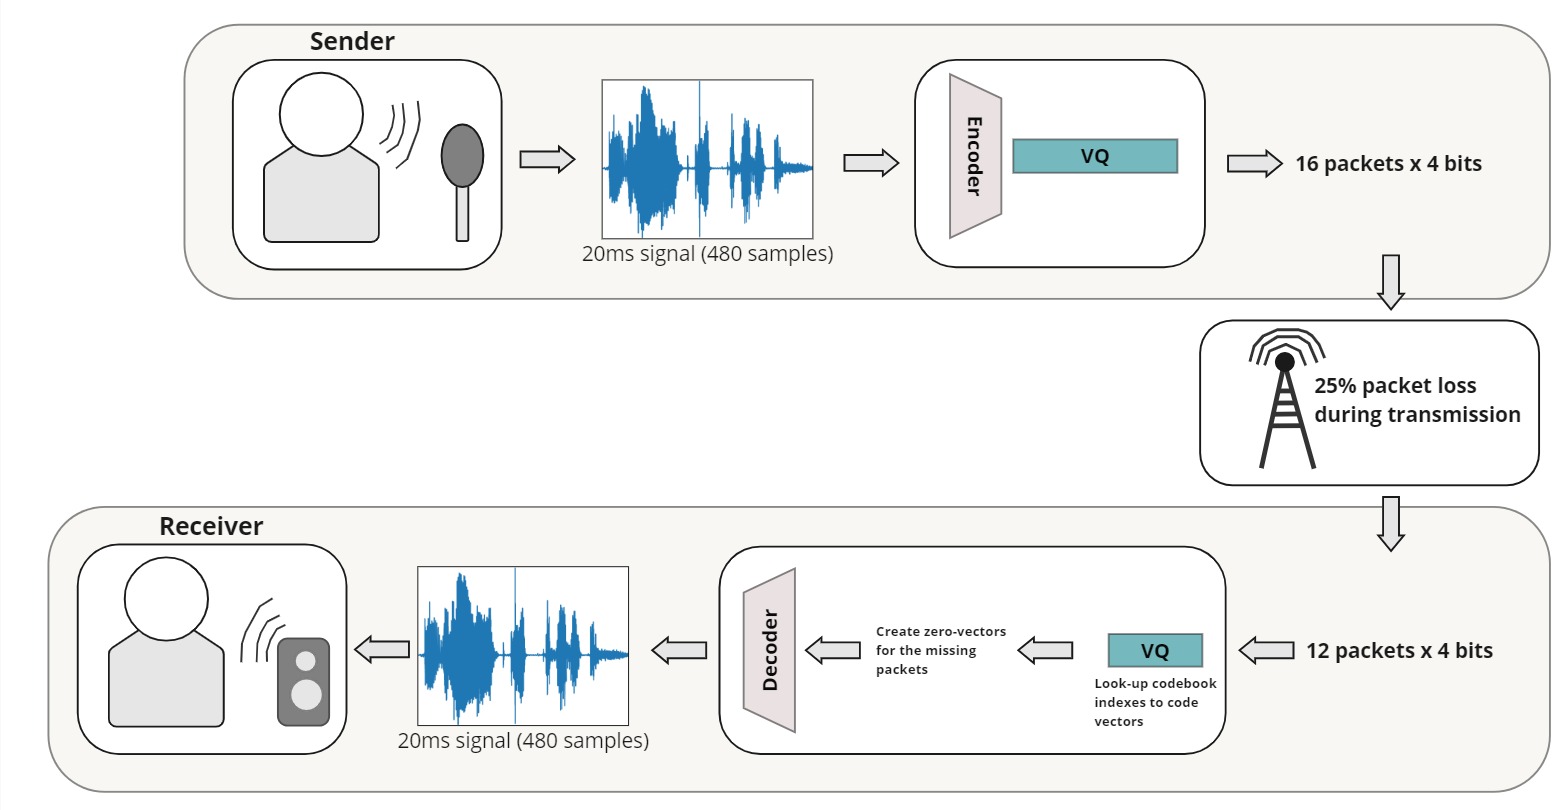 Sender
Encoder
VQ
16 packets x 4 bits
20ms signal (480 samples)
25% packet loss
during transmission
Receiver
Decoder
Create zero-vectors
for the missing
packets
VQ
Look-up codebook
indexes to code
vectors
12 packets x 4 bits
20ms signal (480 samples)